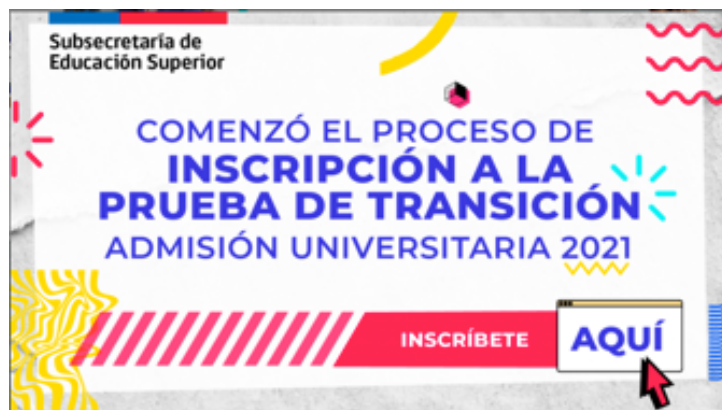 Subsecretaría de
Educación Superior
COMENZÓ EL PROCESO DE
INSCRIPCIÓN A LA
PRUEBA DE TRANSICIÓN
ADMISIÓN UNIVERSITARIA 2021
INSCRÍBETE AQUÍ